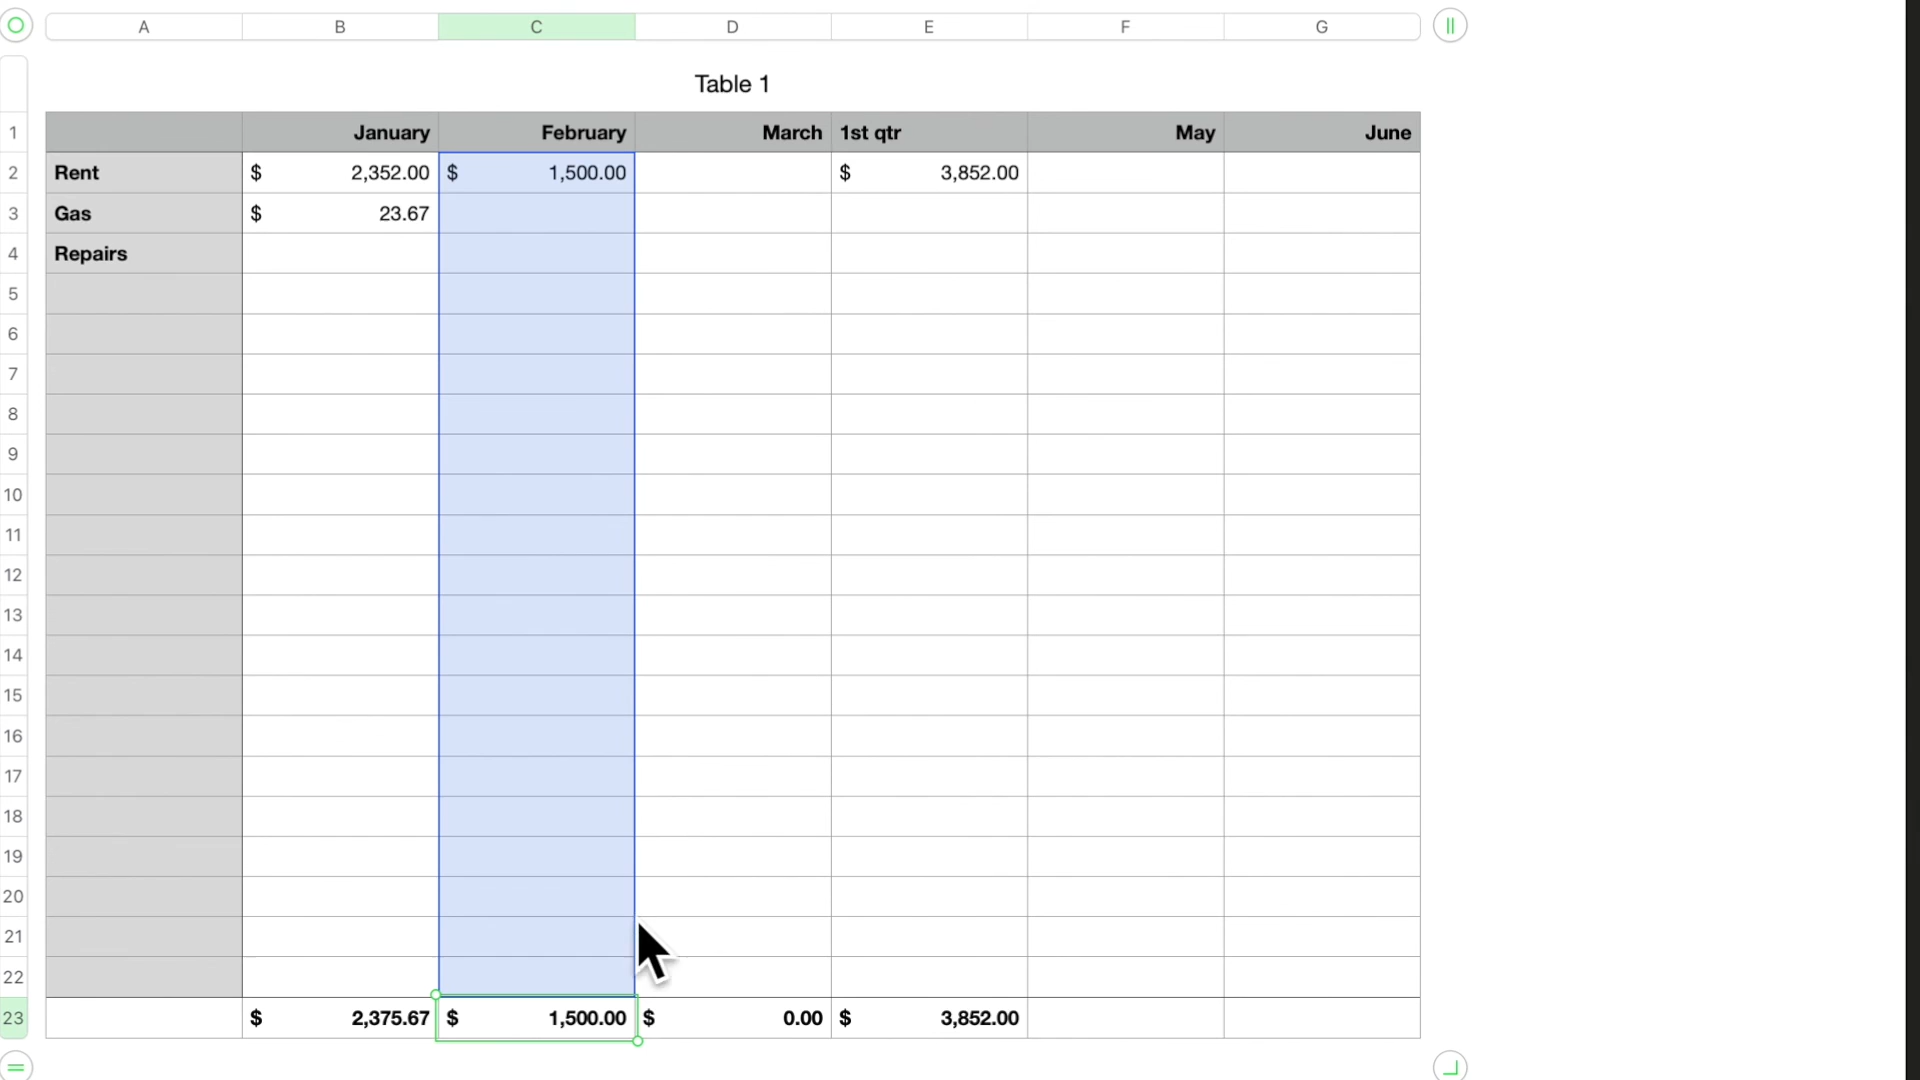 A B C D E F G
Table 1
1 January February March 1st qtr May June
2 Rent $ 2,352.00 $ 1,500.00 $ 3,852.00
3 Gas $ 23.67
4 Repairs
5
6
7
8
9
10
11
12
13
14
15
16
17
18
19
20
21
22
23 $ 2,375.67 $ 1,500.00 $ 0.00 $ 3,852.00